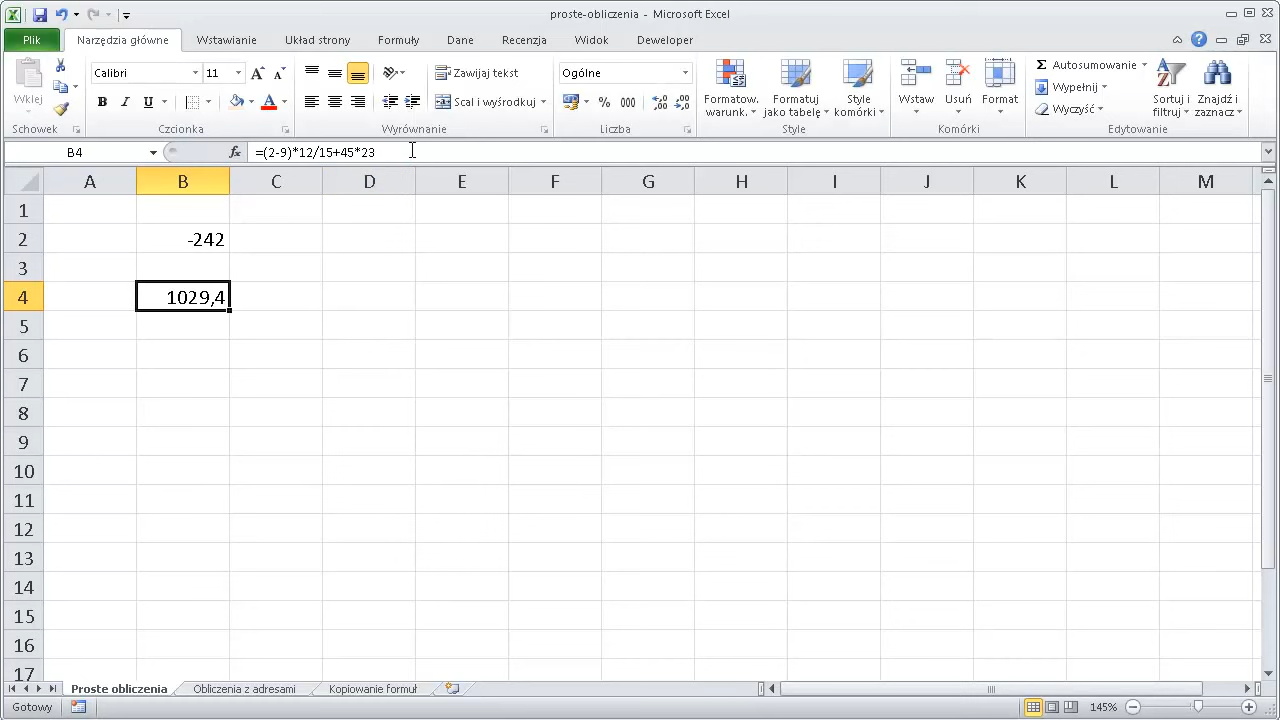 proste-obliczenia - Microsoft Excel
Plik Narzędzia główne Wstawianie Układ strony Formuły Dane Recenzja Widok Deweloper
Wklej
Schowek
Calibri 11
B I U
Czcionka
Zawijaj tekst
Scal i wyśrodkuj
Wyrównanie
Ogólne
% 000
Liczba
Formatow. warunk.
Formatuj jako tabelę
Style komórki
Style
Wstaw Usuń Format
Komórki
Σ Autosumowanie
Wypełnij
Wyczyść
Sortuj i filtruj
Znajdź i zaznacz
Edytowanie
B4 fx =(2-9)*12/15+45*23
A B C D E F G H I J K L M
1
2 -242
3
4 1029,4
5
6
7
8
9
10
11
12
13
14
15
16
17
Proste obliczenia Obliczenia z adresami Kopiowanie formuł
Gotowy 145%